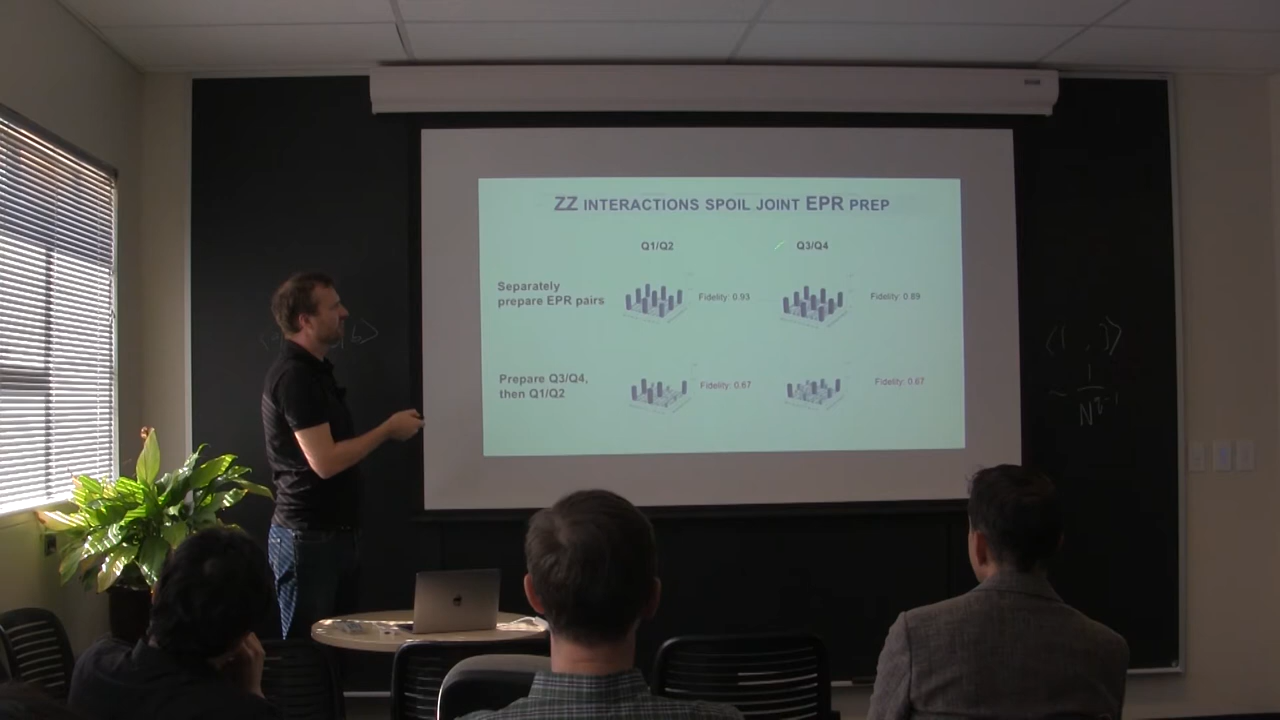 ZZ INTERACTIONS SPOIL JOINT EPR PREP
Q1/Q2
Q3/Q4
Separately
prepare EPR pairs
Fidelity: 0.93
Fidelity: 0.89
Prepare Q3/Q4,
then Q1/Q2
Fidelity: 0.67
Fidelity: 0.67
1
~
N